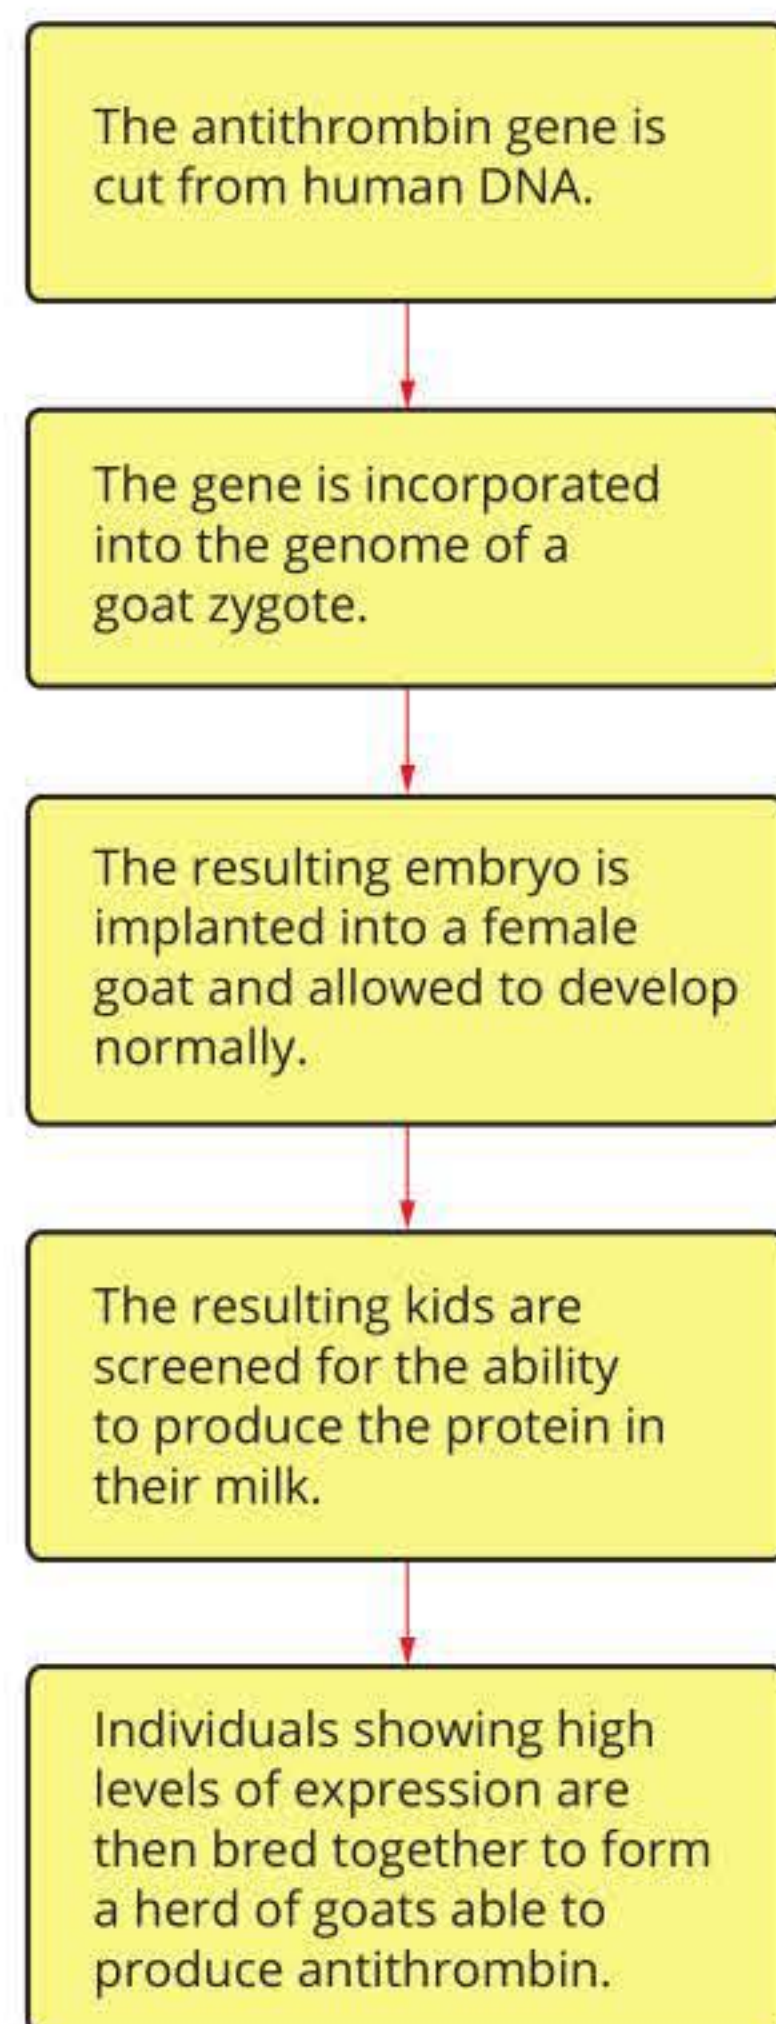 The antithrombin gene is
cut from human DNA.
The gene is incorporated
into the genome of a
goat zygote.
The resulting embryo is
implanted into a female
goat and allowed to develop
normally.
The resulting kids are
screened for the ability
to produce the protein in
their milk.
Individuals showing high
levels of expression are
then bred together to form
a herd of goats able to
produce antithrombin.